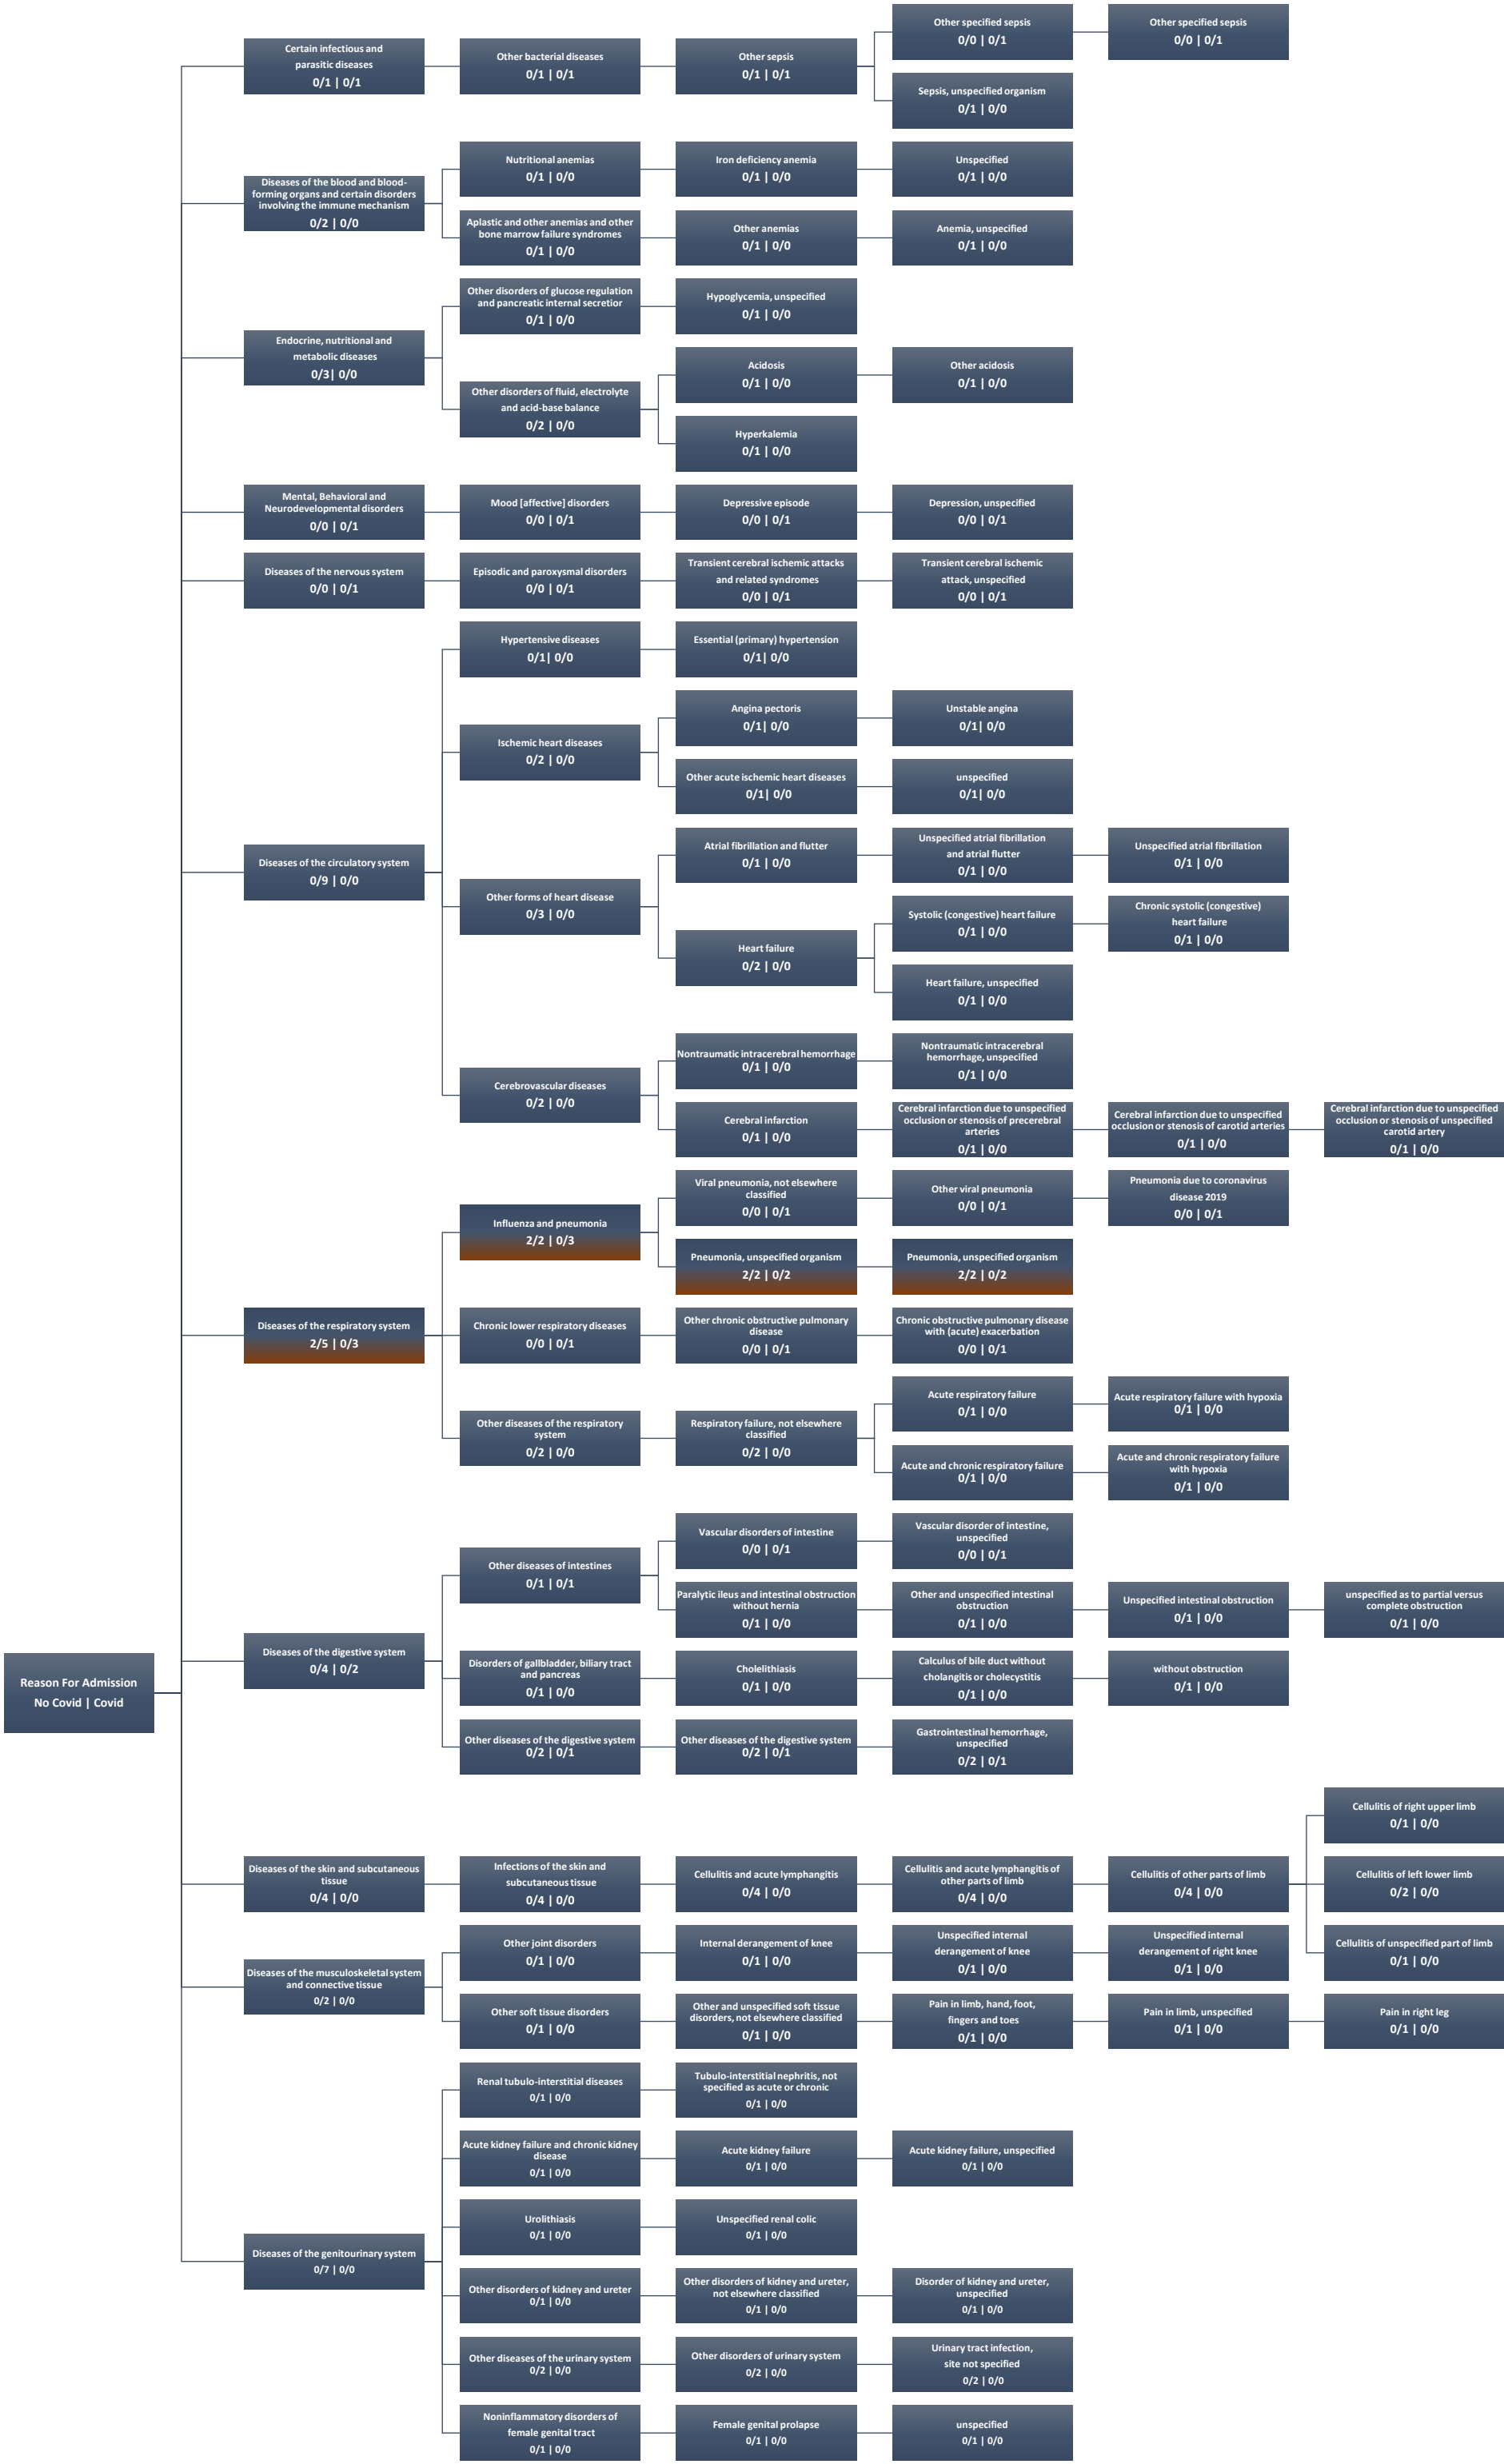 Reason For Admission
No Covid | Covid
Certain infectious and
parasitic diseases
0/1 | 0/1
Other bacterial diseases
0/1 | 0/1
Other sepsis
0/1 | 0/1
Other specified sepsis
0/0 | 0/1
Other specified sepsis
0/0 | 0/1
Sepsis, unspecified organism
0/1 | 0/0
Diseases of the blood and blood-
forming organs and certain disorders
involving the immune mechanism
0/2 | 0/0
Nutritional anemias
0/1 | 0/0
Iron deficiency anemia
0/1 | 0/0
Unspecified
0/1 | 0/0
Aplastic and other anemias and other
bone marrow failure syndromes
0/1 | 0/0
Other anemias
0/1 | 0/0
Anemia, unspecified
0/1 | 0/0
Endocrine, nutritional and
metabolic diseases
0/3| 0/0
Other disorders of glucose regulation
and pancreatic internal secretior
0/1 | 0/0
Hypoglycemia, unspecified
0/1 | 0/0
Other disorders of fluid, electrolyte
and acid-base balance
0/2 | 0/0
Acidosis
0/1 | 0/0
Other acidosis
0/1 | 0/0
Hyperkalemia
0/1 | 0/0
Mental, Behavioral and
Neurodevelopmental disorders
0/0 | 0/1
Mood [affective] disorders
0/0 | 0/1
Depressive episode
0/0 | 0/1
Depression, unspecified
0/0 | 0/1
Diseases of the nervous system
0/0 | 0/1
Episodic and paroxysmal disorders
0/0 | 0/1
Transient cerebral ischemic attacks
and related syndromes
0/0 | 0/1
Transient cerebral ischemic
attack, unspecified
0/0 | 0/1
Diseases of the circulatory system
0/9 | 0/0
Hypertensive diseases
0/1| 0/0
Essential (primary) hypertension
0/1| 0/0
Ischemic heart diseases
0/2 | 0/0
Angina pectoris
0/1| 0/0
Unstable angina
0/1| 0/0
Other acute ischemic heart diseases
0/1| 0/0
unspecified
0/1| 0/0
Other forms of heart disease
0/3 | 0/0
Atrial fibrillation and flutter
0/1 | 0/0
Unspecified atrial fibrillation
and atrial flutter
0/1 | 0/0
Unspecified atrial fibrillation
0/1 | 0/0
Heart failure
0/2 | 0/0
Systolic (congestive) heart failure
0/1 | 0/0
Chronic systolic (congestive)
heart failure
0/1 | 0/0
Heart failure, unspecified
0/1 | 0/0
Cerebrovascular diseases
0/2 | 0/0
Nontraumatic intracerebral hemorrhage
0/1 | 0/0
Nontraumatic intracerebral
hemorrhage, unspecified
0/1 | 0/0
Cerebral infarction
0/1 | 0/0
Cerebral infarction due to unspecified
occlusion or stenosis of precerebral
arteries
0/1 | 0/0
Cerebral infarction due to unspecified
occlusion or stenosis of carotid arteries
0/1 | 0/0
Cerebral infarction due to unspecified
occlusion or stenosis of unspecified
carotid artery
0/1 | 0/0
Diseases of the respiratory system
2/5 | 0/3
Influenza and pneumonia
2/2 | 0/3
Viral pneumonia, not elsewhere
classified
0/0 | 0/1
Other viral pneumonia
0/0 | 0/1
Pneumonia due to coronavirus
disease 2019
0/0 | 0/1
Pneumonia, unspecified organism
2/2 | 0/2
Pneumonia, unspecified organism
2/2 | 0/2
Chronic lower respiratory diseases
0/0 | 0/1
Other chronic obstructive pulmonary
disease
0/0 | 0/1
Chronic obstructive pulmonary disease
with (acute) exacerbation
0/0 | 0/1
Other diseases of the respiratory
system
0/2 | 0/0
Respiratory failure, not elsewhere
classified
0/2 | 0/0
Acute respiratory failure
0/1 | 0/0
Acute respiratory failure with hypoxia
0/1 | 0/0
Acute and chronic respiratory failure
0/1 | 0/0
Acute and chronic respiratory failure
with hypoxia
0/1 | 0/0
Diseases of the digestive system
0/4 | 0/2
Other diseases of intestines
0/1 | 0/1
Vascular disorders of intestine
0/0 | 0/1
Vascular disorder of intestine,
unspecified
0/0 | 0/1
Paralytic ileus and intestinal obstruction
without hernia
0/1 | 0/0
Other and unspecified intestinal
obstruction
0/1 | 0/0
Unspecified intestinal obstruction
0/1 | 0/0
unspecified as to partial versus
complete obstruction
0/1 | 0/0
Disorders of gallbladder, biliary tract
and pancreas
0/1 | 0/0
Cholelithiasis
0/1 | 0/0
Calculus of bile duct without
cholangitis or cholecystitis
0/1 | 0/0
without obstruction
0/1 | 0/0
Other diseases of the digestive system
0/2 | 0/1
Other diseases of the digestive system
0/2 | 0/1
Gastrointestinal hemorrhage,
unspecified
0/2 | 0/1
Diseases of the skin and subcutaneous
tissue
0/4 | 0/0
Infections of the skin and
subcutaneous tissue
0/4 | 0/0
Cellulitis and acute lymphangitis
0/4 | 0/0
Cellulitis and acute lymphangitis of
other parts of limb
0/4 | 0/0
Cellulitis of other parts of limb
0/4 | 0/0
Cellulitis of right upper limb
0/1 | 0/0
Cellulitis of left lower limb
0/2 | 0/0
Cellulitis of unspecified part of limb
0/1 | 0/0
Diseases of the musculoskeletal system
and connective tissue
0/2 | 0/0
Other joint disorders
0/1 | 0/0
Internal derangement of knee
0/1 | 0/0
Unspecified internal
derangement of knee
0/1 | 0/0
Unspecified internal
derangement of right knee
0/1 | 0/0
Other soft tissue disorders
0/1 | 0/0
Other and unspecified soft tissue
disorders, not elsewhere classified
0/1 | 0/0
Pain in limb, hand, foot,
fingers and toes
0/1 | 0/0
Pain in limb, unspecified
0/1 | 0/0
Pain in right leg
0/1 | 0/0
Diseases of the genitourinary system
0/7 | 0/0
Renal tubulo-interstitial diseases
0/1 | 0/0
Tubulo-interstitial nephritis, not
specified as acute or chronic
0/1 | 0/0
Acute kidney failure and chronic kidney
disease
0/1 | 0/0
Acute kidney failure
0/1 | 0/0
Acute kidney failure, unspecified
0/1 | 0/0
Urolithiasis
0/1 | 0/0
Unspecified renal colic
0/1 | 0/0
Other disorders of kidney and ureter
0/1 | 0/0
Other disorders of kidney and ureter,
not elsewhere classified
0/1 | 0/0
Disorder of kidney and ureter,
unspecified
0/1 | 0/0
Other diseases of the urinary system
0/2 | 0/0
Other disorders of urinary system
0/2 | 0/0
Urinary tract infection,
site not specified
0/2 | 0/0
Noninflammatory disorders of
female genital tract
0/1 | 0/0
Female genital prolapse
0/1 | 0/0
unspecified
0/1 | 0/0